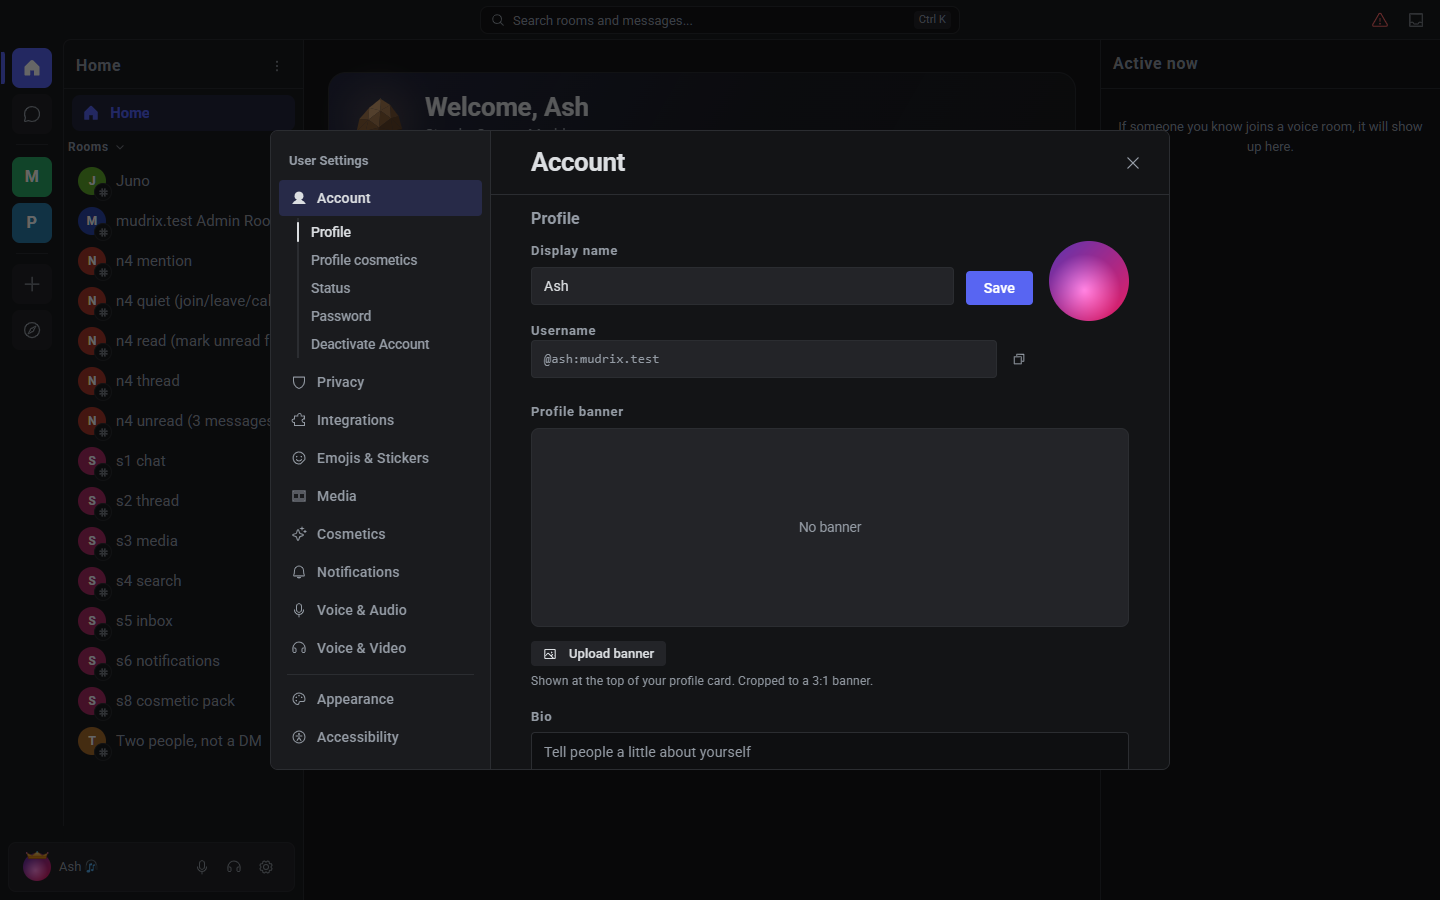 Search rooms and messages...
Ctrl K
Home
Home
Rooms
M
P
J
Juno
M
mudrix.test Admin Roo
N
n4 mention
N
n4 quiet (join/leave/cal
N
n4 read (mark unread f
N
n4 thread
N
n4 unread (3 messages
S
s1 chat
S
s2 thread
S
s3 media
S
s4 search
S
s5 inbox
S
s6 notifications
S
s8 cosmetic pack
T
Two people, not a DM
Ash
Welcome, Ash
Active now
If someone you know joins a voice room, it will show
up here.
User Settings
Account
Profile
Profile cosmetics
Status
Password
Deactivate Account
Privacy
Integrations
Emojis & Stickers
Media
Cosmetics
Notifications
Voice & Audio
Voice & Video
Appearance
Accessibility
Account
Profile
Display name
Ash
Save
Username
@ash:mudrix.test
Profile banner
No banner
Upload banner
Shown at the top of your profile card. Cropped to a 3:1 banner.
Bio
Tell people a little about yourself